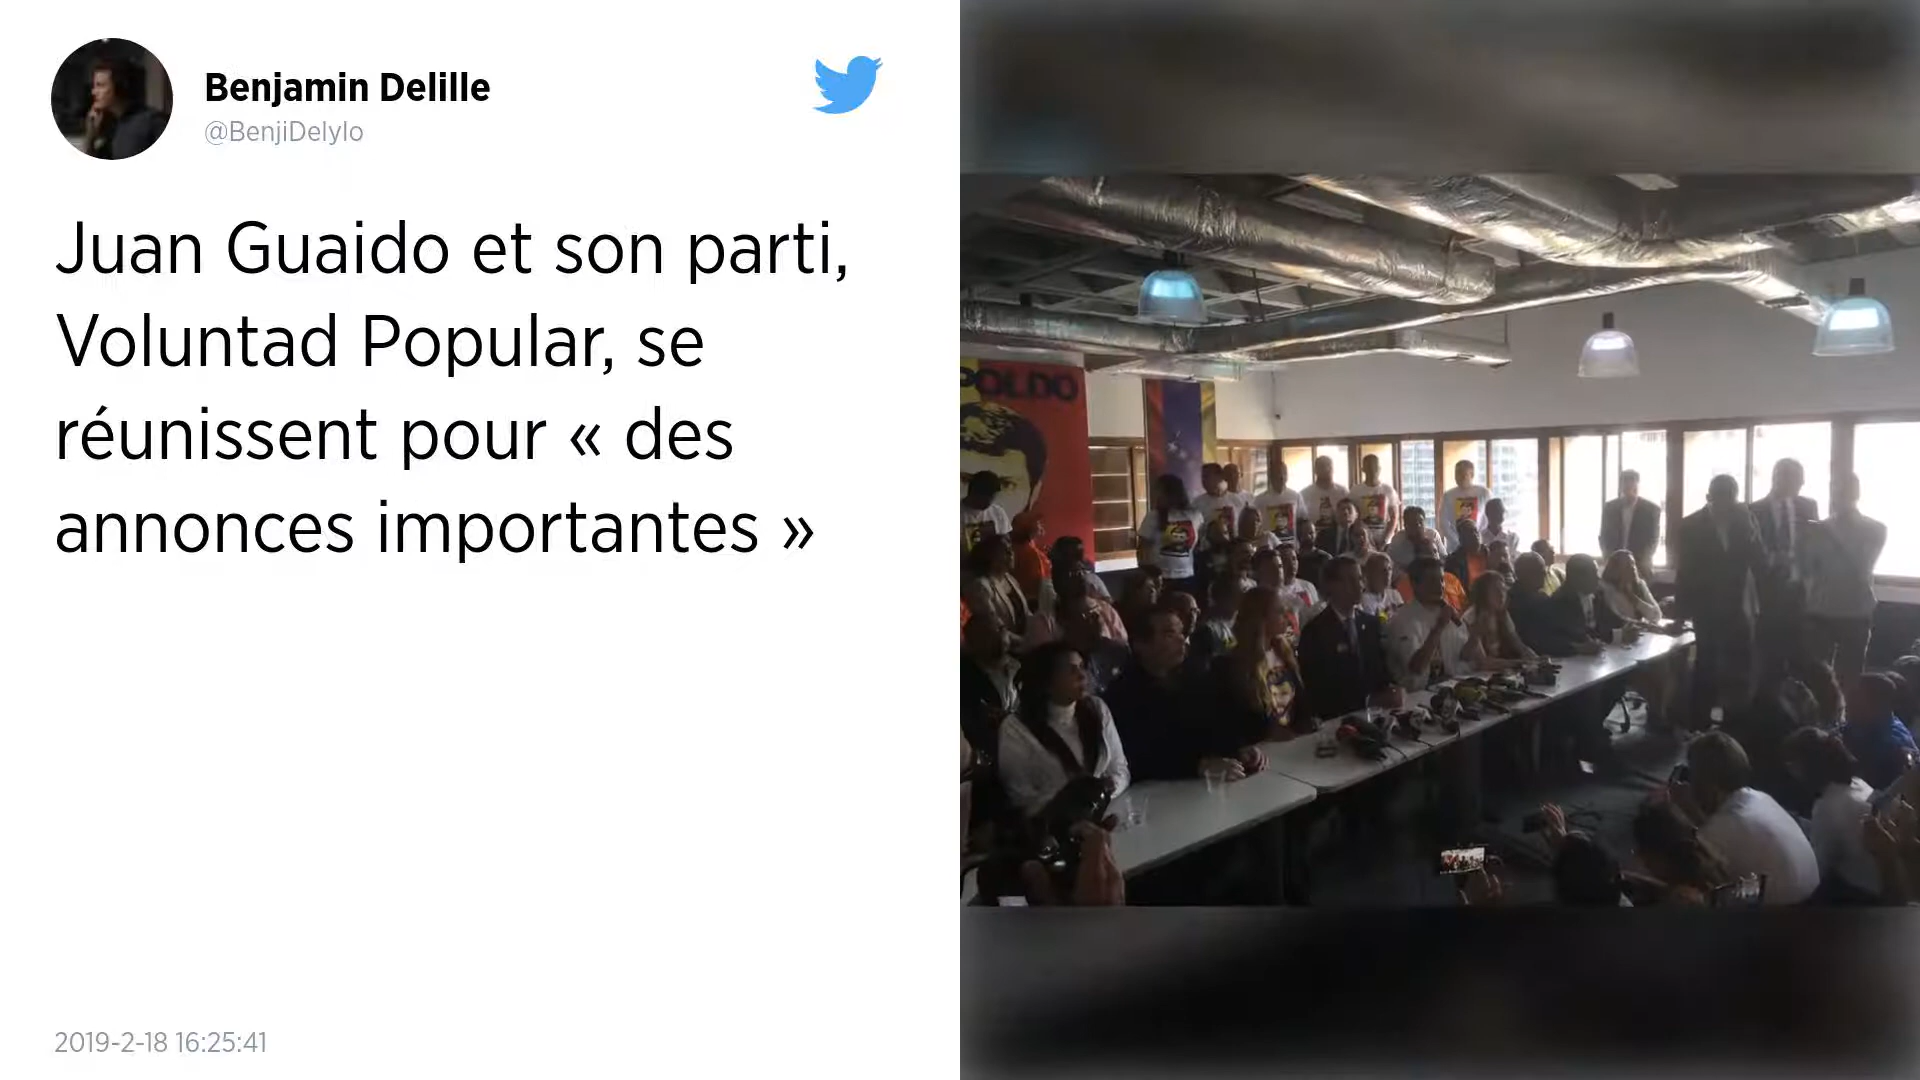 Benjamin Delille
@BenjiDelylo
Juan Guaido et son parti,
Voluntad Popular, se
réunissent pour « des
annonces importantes »
2019-2-18 16:25:41
POLDO